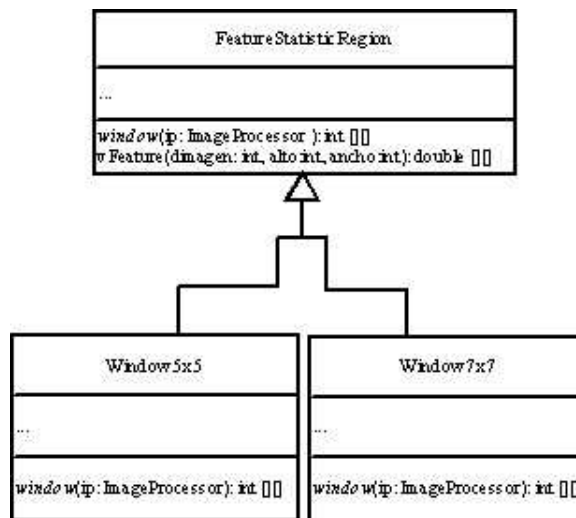 FeatureStatisticRegion
...
window(ip: ImageProcessor ): int [][]
vFeature(dimagen: int, alto int, ancho int): double [][]
Window5x5
...
window(ip: ImageProcessor): int [][]
Window7x7
...
window(ip: ImageProcessor): int [][]